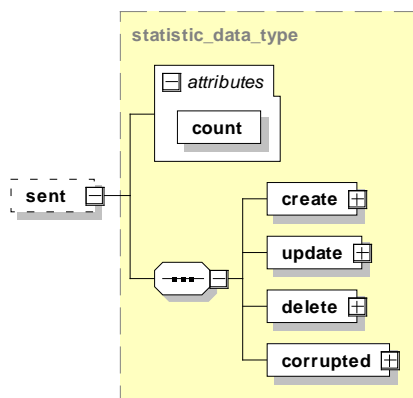 statistic_data_type
attributes
count
sent
create
update
delete
corrupted